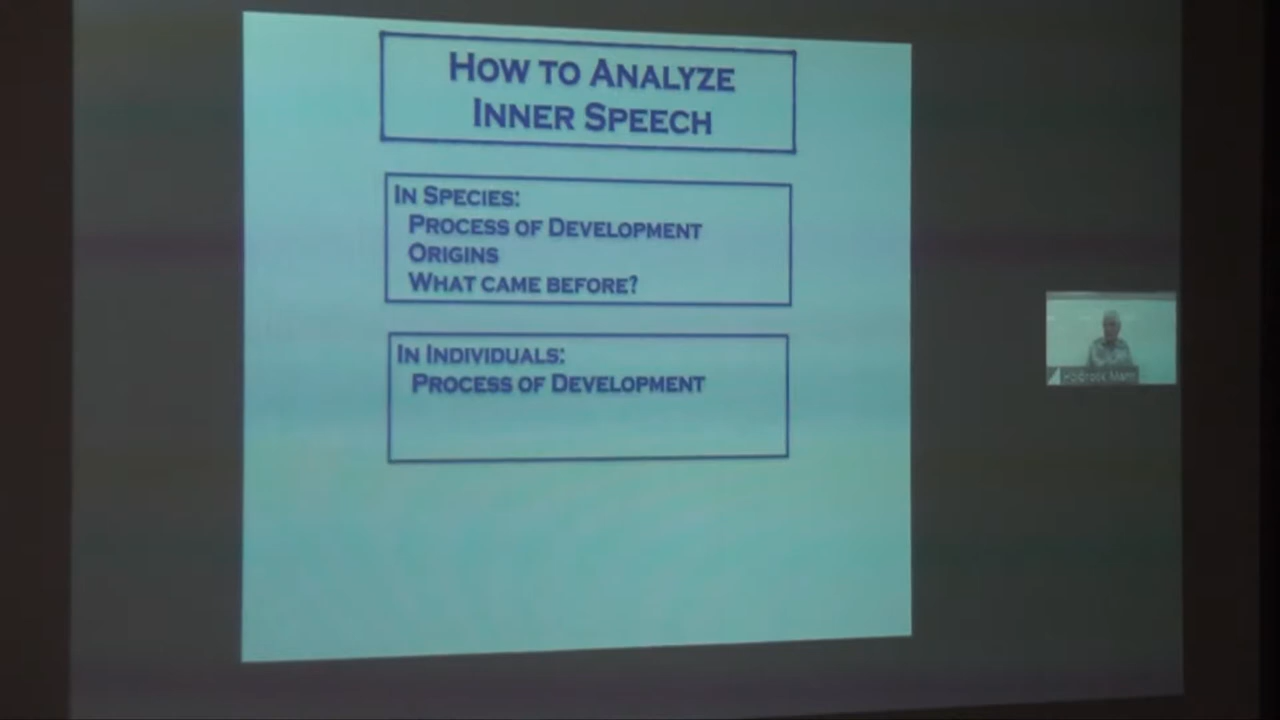 HOW TO ANALYZE
INNER SPEECH
IN SPECIES:
PROCESS OF DEVELOPMENT
ORIGINS
WHAT CAME BEFORE?
IN INDIVIDUALS:
PROCESS OF DEVELOPMENT